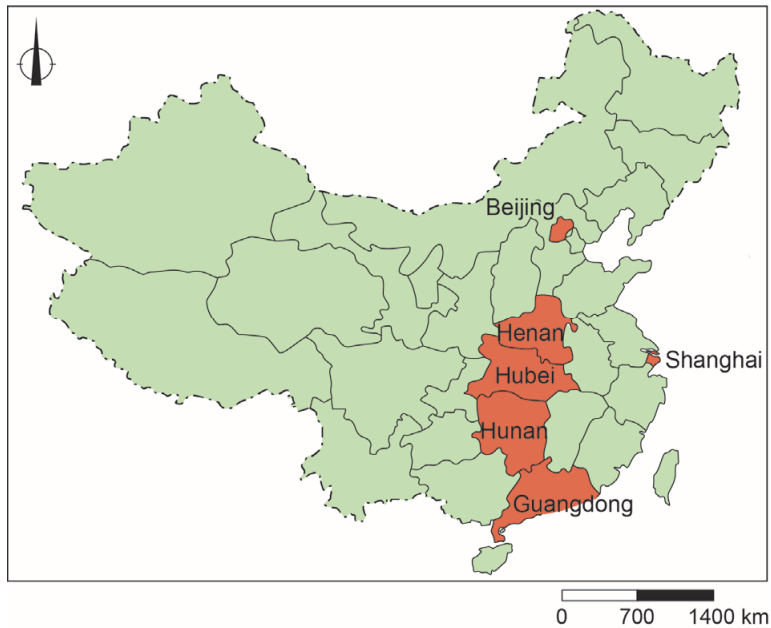 Beijing
Henan
Shanghai
Hubei
Hunan
Guangdong
0 700 1400 km